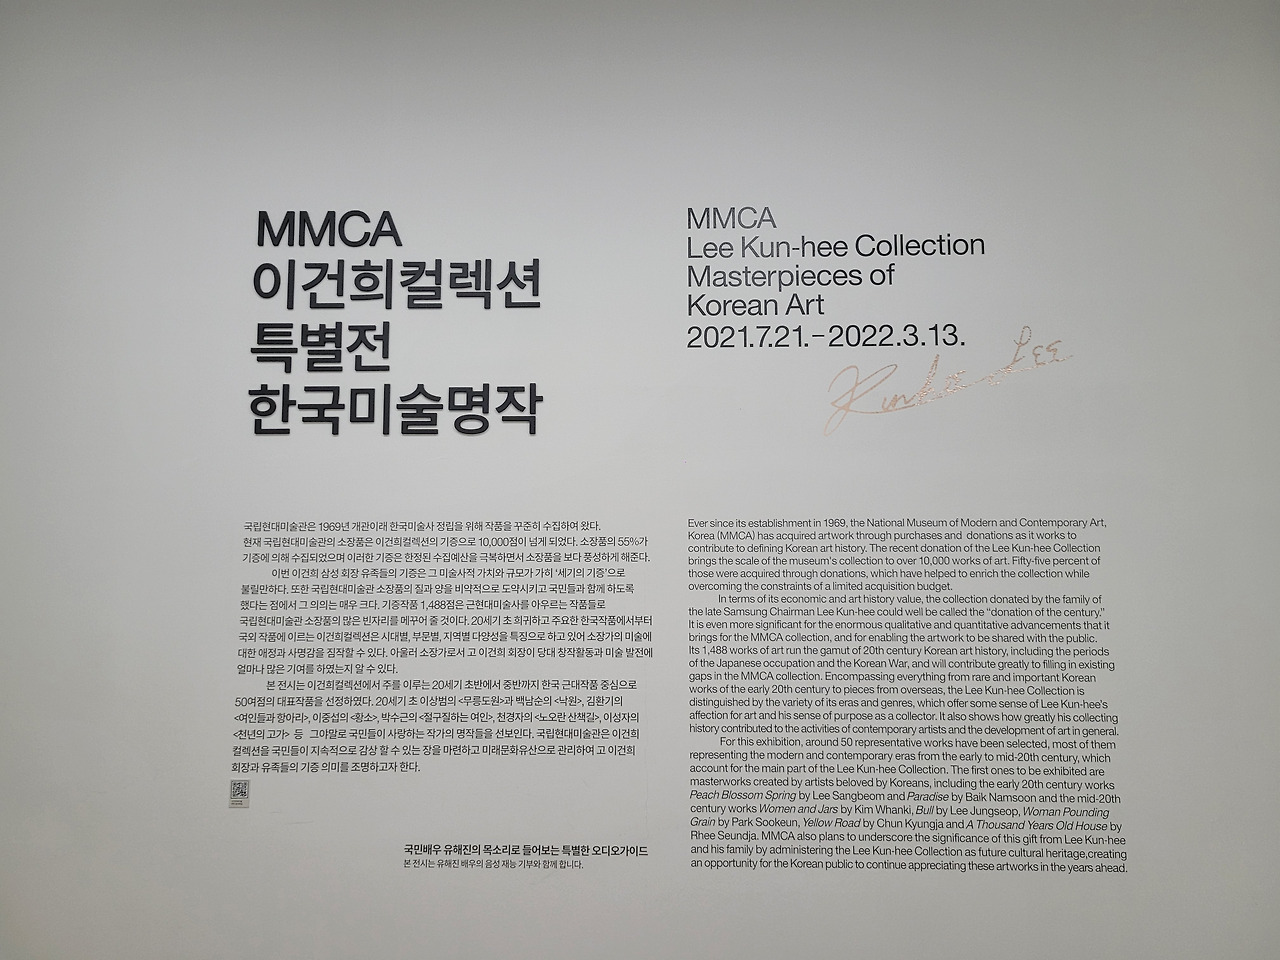 MMCA
이건희컬렉션
특별전
한국미술명작
MMCA
Lee Kun-hee Collection
Masterpieces of
Korean Art
2021.7.21.–2022.3.13.
Kunhee Lee
국립현대미술관은 1969년 개관이래 한국미술사 정립을 위해 작품을 꾸준히 수집하여 왔다.
현재 국립현대미술관의 소장품은 이건희컬렉션의 기증으로 10,000점이 넘게 되었다. 소장품의 55%가
기증에 의해 수집되었으며 이러한 기증은 한정된 수집예산을 극복하면서 소장품을 보다 풍성하게 해준다.
이번 이건희 삼성 회장 유족들의 기증은 그 미술사적 가치와 규모가 가히 ‘세기의 기증’으로
불릴만하다. 또한 국립현대미술관 소장품의 질과 양을 비약적으로 도약시키고 국민들과 함께 하도록
했다는 점에서 그 의의는 매우 크다. 기증작품 1,488점은 근현대미술사를 아우르는 작품들로
국립현대미술관 소장품의 많은 빈자리를 메꾸어 줄 것이다. 20세기 초 희귀하고 주요한 한국작품에서부터
국외 작품에 이르는 이건희컬렉션은 시대별, 부문별, 지역별 다양성을 특징으로 하고 있어 소장가의 미술에
대한 애정과 사명감을 짐작할 수 있다. 아울러 소장가로서 고 이건희 회장이 당대 창작활동과 미술 발전에
얼마나 많은 기여를 하였는지 알 수 있다.
본 전시는 이건희컬렉션에서 주를 이루는 20세기 초반에서 중반까지 한국 근대작품 중심으로
50여점의 대표작품을 선정하였다. 20세기 초 이상범의 <무릉도원>과 백남순의 <낙원>, 김환기의
<여인들과 항아리>, 이중섭의 <황소>, 박수근의 <절구질하는 여인>, 천경자의 <노오란 산책길>, 이성자의
<천년의 고가> 등 그야말로 국민들이 사랑하는 작가의 명작들을 선보인다. 국립현대미술관은 이건희
컬렉션을 국민들이 지속적으로 감상 할 수 있는 장을 마련하고 미래문화유산으로 관리하여 고 이건희
회장과 유족들의 기증 의미를 조명하고자 한다.
국민배우 유해진의 목소리로 들어보는 특별한 오디오가이드
본 전시는 유해진 배우의 음성 재능 기부와 함께 합니다.
Ever since its establishment in 1969, the National Museum of Modern and Contemporary Art,
Korea (MMCA) has acquired artwork through purchases and donations as it works to
contribute to defining Korean art history. The recent donation of the Lee Kun-hee Collection
brings the scale of the museum's collection to over 10,000 works of art. Fifty-five percent of
those were acquired through donations, which have helped to enrich the collection while
overcoming the constraints of a limited acquisition budget.
In terms of its economic and art history value, the collection donated by the family of
the late Samsung Chairman Lee Kun-hee could well be called the “donation of the century.”
It is even more significant for the enormous qualitative and quantitative advancements that it
brings for the MMCA collection, and for enabling the artwork to be shared with the public.
Its 1,488 works of art run the gamut of 20th century Korean art history, including the periods
of the Japanese occupation and the Korean War, and will contribute greatly to filling in existing
gaps in the MMCA collection. Encompassing everything from rare and important Korean
works of the early 20th century to pieces from overseas, the Lee Kun-hee Collection is
distinguished by the variety of its eras and genres, which offer some sense of Lee Kun-hee's
affection for art and his sense of purpose as a collector. It also shows how greatly his collecting
history contributed to the activities of contemporary artists and the development of art in general.
For this exhibition, around 50 representative works have been selected, most of them
representing the modern and contemporary eras from the early to mid-20th century, which
account for the main part of the Lee Kun-hee Collection. The first ones to be exhibited are
masterworks created by artists beloved by Koreans, including the early 20th century works
Peach Blossom Spring by Lee Sangbeom and Paradise by Baik Namsoon and the mid-20th
century works Women and Jars by Kim Whanki, Bull by Lee Jungseop, Woman Pounding
Grain by Park Sookeun, Yellow Road by Chun Kyungja and A Thousand Years Old House by
Rhee Seundja. MMCA also plans to underscore the significance of this gift from Lee Kun-hee
and his family by administering the Lee Kun-hee Collection as future cultural heritage,creating
an opportunity for the Korean public to continue appreciating these artworks in the years ahead.